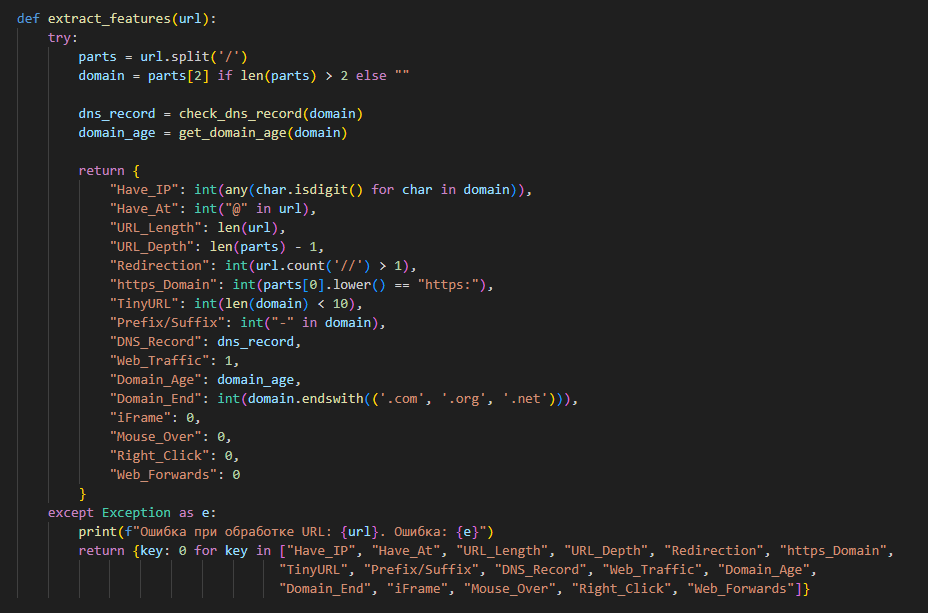 def extract_features(url):
    try:
        parts = url.split('/')
        domain = parts[2] if len(parts) > 2 else ""

        dns_record = check_dns_record(domain)
        domain_age = get_domain_age(domain)

        return {
            "Have_IP": int(any(char.isdigit() for char in domain)),
            "Have_At": int("@" in url),
            "URL_Length": len(url),
            "URL_Depth": len(parts) - 1,
            "Redirection": int(url.count('//') > 1),
            "https_Domain": int(parts[0].lower() == "https:"),
            "TinyURL": int(len(domain) < 10),
            "Prefix/Suffix": int("-" in domain),
            "DNS_Record": dns_record,
            "Web_Traffic": 1,
            "Domain_Age": domain_age,
            "Domain_End": int(domain.endswith(('.com', '.org', '.net'))),
            "iFrame": 0,
            "Mouse_Over": 0,
            "Right_Click": 0,
            "Web_Forwards": 0
        }
    except Exception as e:
        print(f"Ошибка при обработке URL: {url}. Ошибка: {e}")
        return {key: 0 for key in ["Have_IP", "Have_At", "URL_Length", "URL_Depth", "Redirection", "https_Domain",
                                  "TinyURL", "Prefix/Suffix", "DNS_Record", "Web_Traffic", "Domain_Age",
                                  "Domain_End", "iFrame", "Mouse_Over", "Right_Click", "Web_Forwards"]}